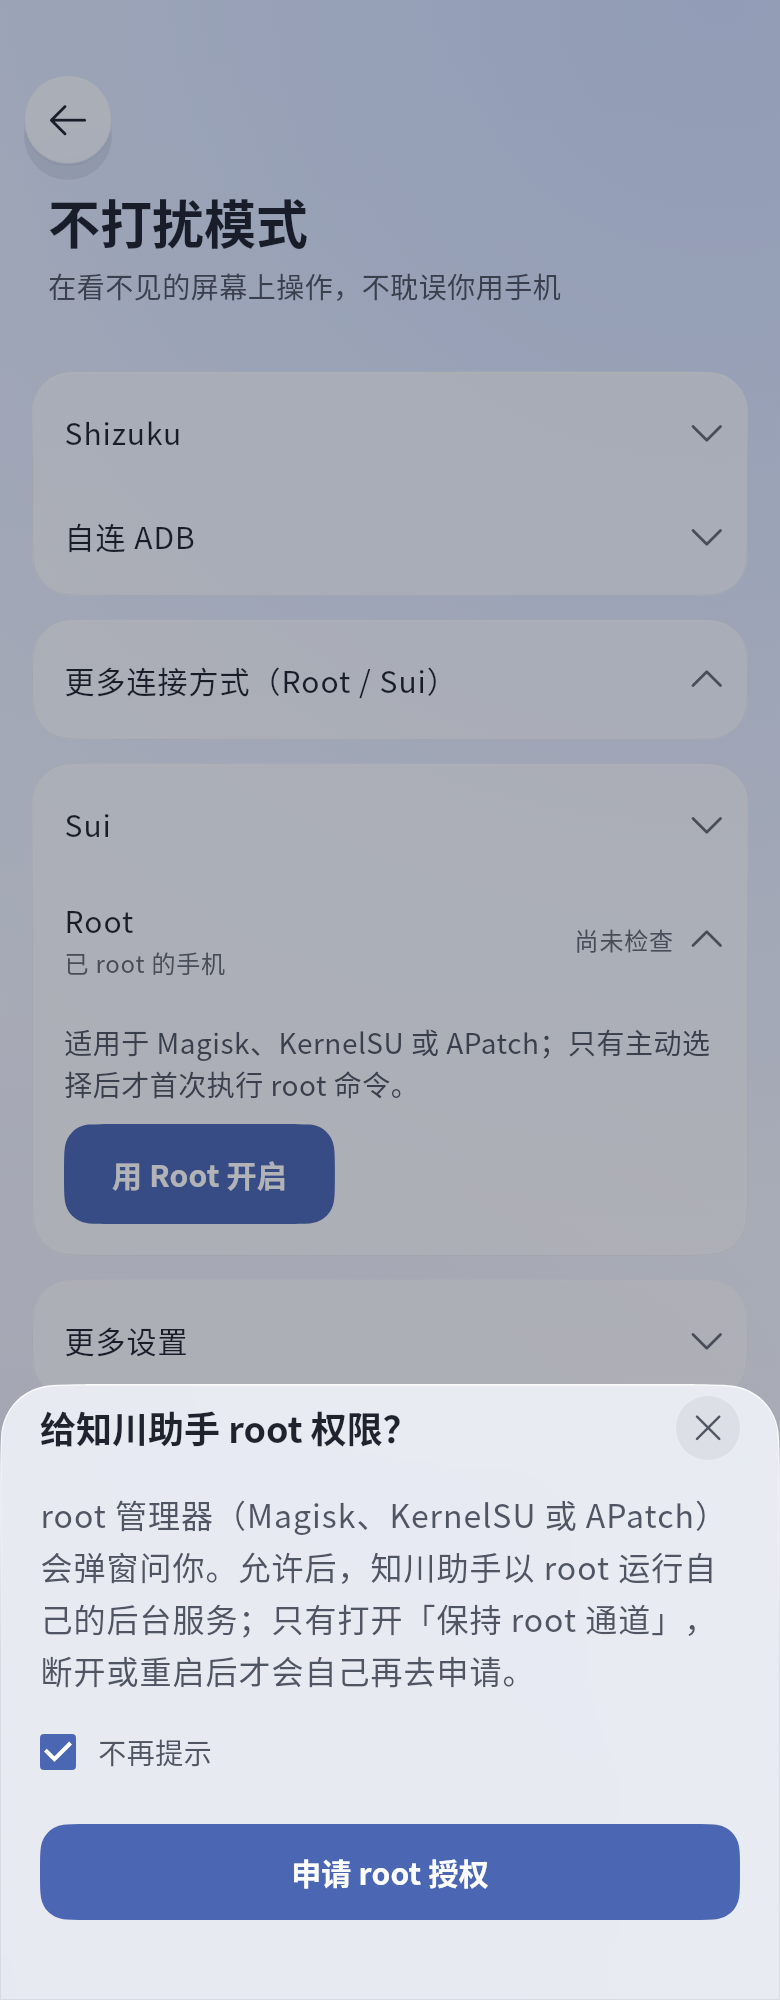 不打扰模式
在看不见的屏幕上操作，不耽误你用手机
Shizuku
自连 ADB
更多连接方式（Root / Sui）
Sui
Root
已 root 的手机
尚未检查
适用于 Magisk、KernelSU 或 APatch；只有主动选
择后才首次执行 root 命令。
用 Root 开启
更多设置
给知川助手 root 权限？
root 管理器（Magisk、KernelSU 或 APatch）
会弹窗问你。允许后，知川助手以 root 运行自
己的后台服务；只有打开「保持 root 通道」，
断开或重启后才会自己再去申请。
不再提示
申请 root 授权